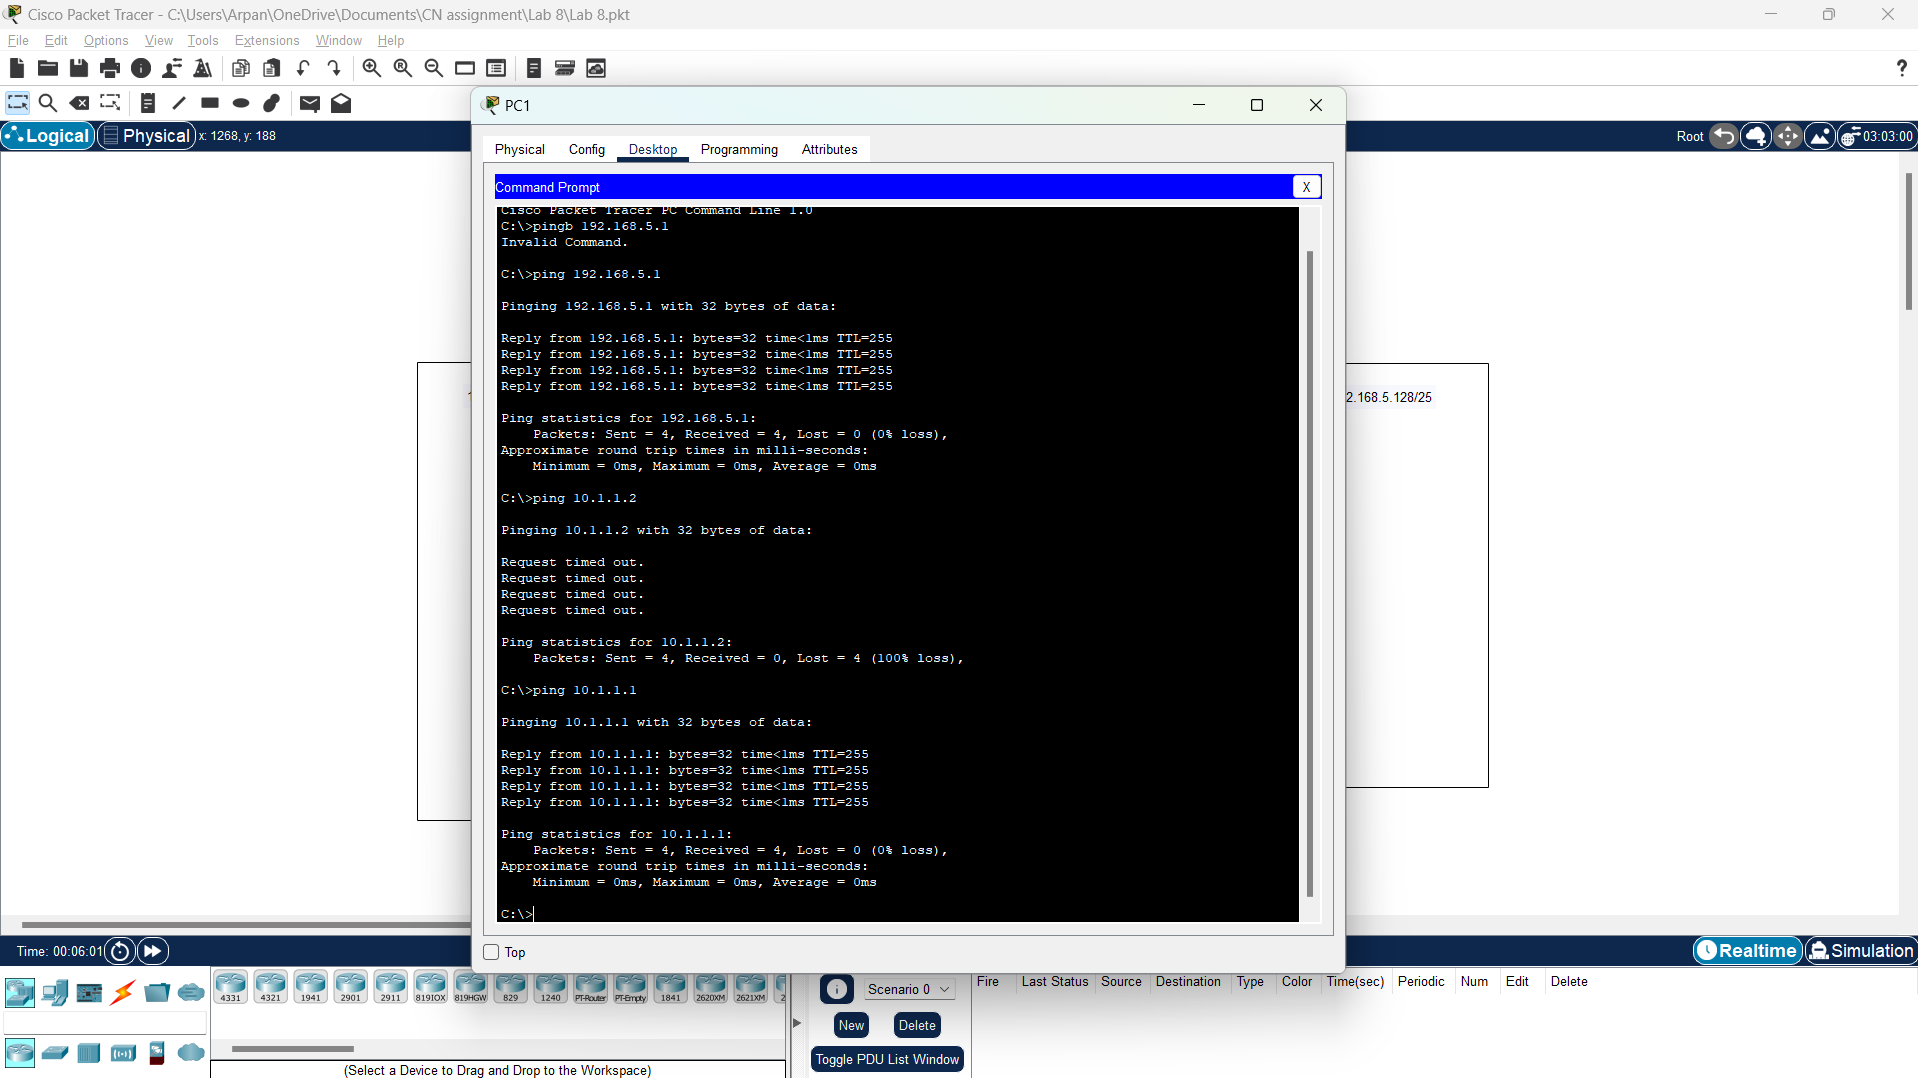 Cisco Packet Tracer - C:\Users\Arpan\OneDrive\Documents\CN assignment\Lab 8\Lab 8.pkt
File Edit Options View Tools Extensions Window Help
?
PC1
Logical Physical x: 1268, y: 188
Root 03:03:00
Physical Config Desktop Programming Attributes
Command Prompt X
Cisco Packet Tracer PC Command Line 1.0
C:\>pingb 192.168.5.1
Invalid Command.
C:\>ping 192.168.5.1
Pinging 192.168.5.1 with 32 bytes of data:
Reply from 192.168.5.1: bytes=32 time<1ms TTL=255
Reply from 192.168.5.1: bytes=32 time<1ms TTL=255
Reply from 192.168.5.1: bytes=32 time<1ms TTL=255
Reply from 192.168.5.1: bytes=32 time<1ms TTL=255
Ping statistics for 192.168.5.1:
Packets: Sent = 4, Received = 4, Lost = 0 (0% loss),
Approximate round trip times in milli-seconds:
Minimum = 0ms, Maximum = 0ms, Average = 0ms
C:\>ping 10.1.1.2
Pinging 10.1.1.2 with 32 bytes of data:
Request timed out.
Request timed out.
Request timed out.
Request timed out.
Ping statistics for 10.1.1.2:
Packets: Sent = 4, Received = 0, Lost = 4 (100% loss),
C:\>ping 10.1.1.1
Pinging 10.1.1.1 with 32 bytes of data:
Reply from 10.1.1.1: bytes=32 time<1ms TTL=255
Reply from 10.1.1.1: bytes=32 time<1ms TTL=255
Reply from 10.1.1.1: bytes=32 time<1ms TTL=255
Reply from 10.1.1.1: bytes=32 time<1ms TTL=255
Ping statistics for 10.1.1.1:
Packets: Sent = 4, Received = 4, Lost = 0 (0% loss),
Approximate round trip times in milli-seconds:
Minimum = 0ms, Maximum = 0ms, Average = 0ms
C:\>
2.168.5.128/25
Top
Time: 00:06:01
Realtime Simulation
4331 4321 1941 2901 2911 819IOX 819HGW 829 1240 PT-Router PT-Empty 1841 2620XM 2621XM 2
(Select a Device to Drag and Drop to the Workspace)
Scenario 0
New Delete
Toggle PDU List Window
Fire Last Status Source Destination Type Color Time(sec) Periodic Num Edit Delete